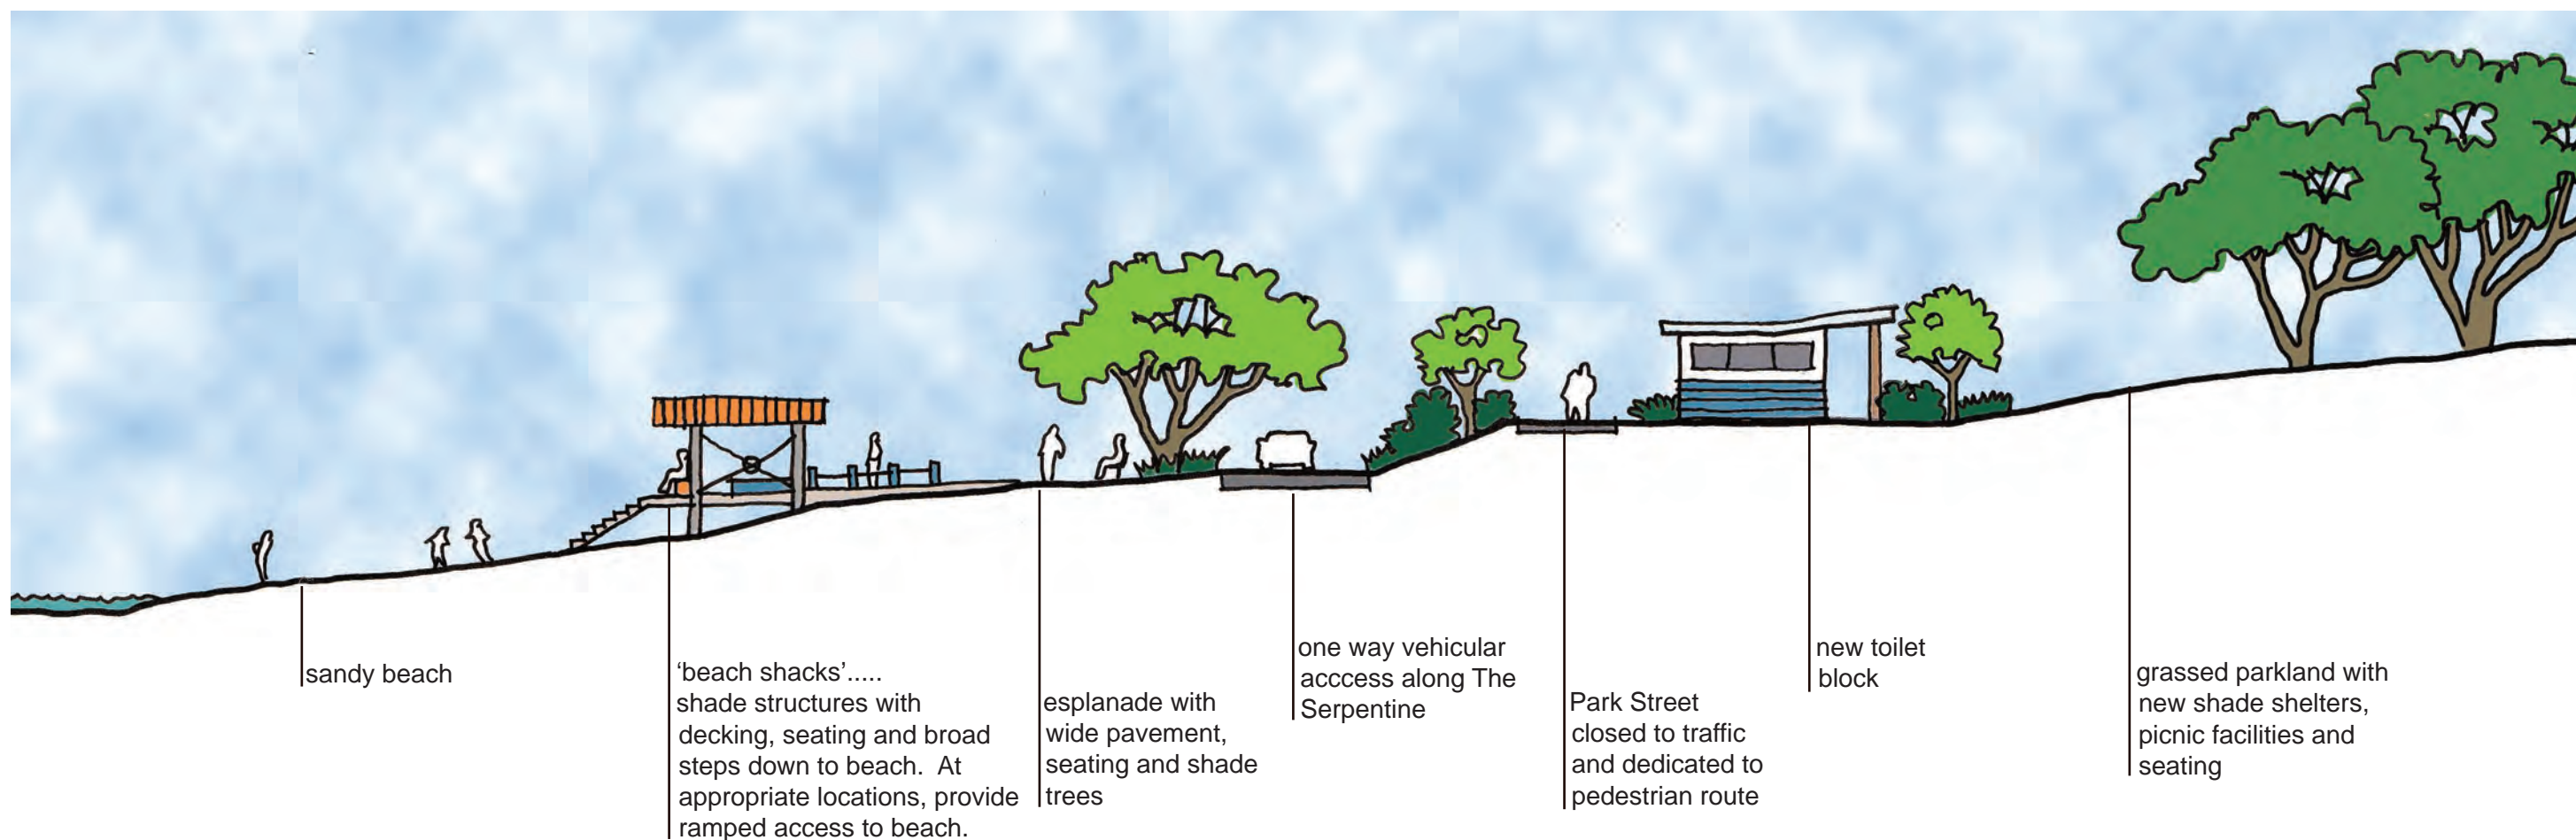 sandy beach
‘beach shacks’.....
shade structures with
decking, seating and broad
steps down to beach.  At
appropriate locations, provide
ramped access to beach.
esplanade with
wide pavement,
seating and shade
trees
one way vehicular
acccess along The
Serpentine
Park Street
closed to traffic
and dedicated to
pedestrian route
new toilet
block
grassed parkland with
new shade shelters,
picnic facilities and
seating